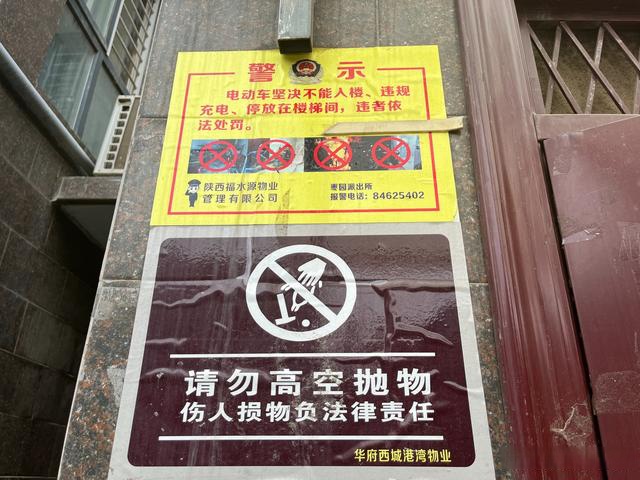 警 示
电动车坚决不能人楼、违规
充电、停放在楼梯间，违者依
法处罚。
陕西福水源物业
管理有限公司
枣园派出所
报警电话：84625402
请勿高空抛物
伤人损物负法律责任
华府西城港湾物业